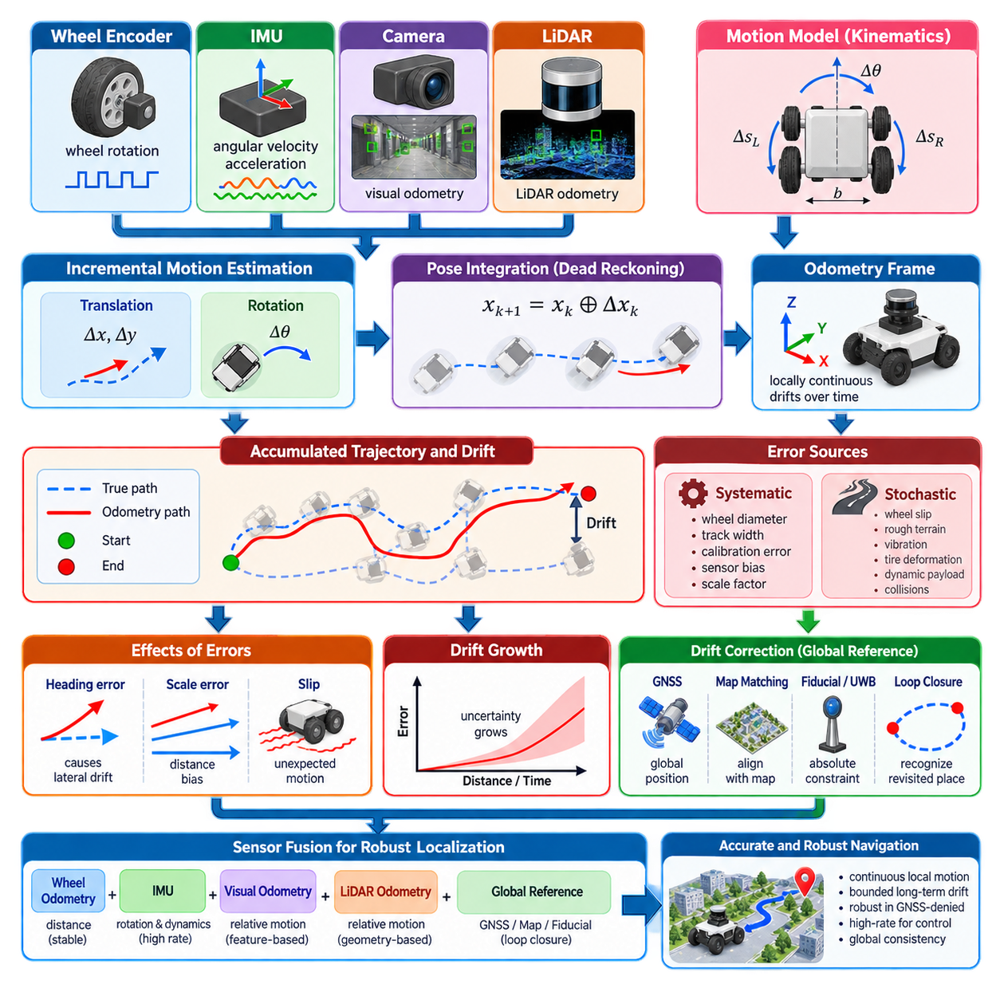 Wheel Encoder
wheel rotation
IMU
angular velocity
acceleration
Camera
visual odometry
LiDAR
LiDAR odometry
Motion Model (Kinematics)
Δθ
Δs_L
Δs_R
b
Incremental Motion Estimation
Translation
Δx, Δy
Rotation
Δθ
Pose Integration (Dead Reckoning)
x_{k+1} = x_k ⊕ Δx_k
Odometry Frame
Z
Y
X
locally continuous
drifts over time
Accumulated Trajectory and Drift
True path
Odometry path
Start
End
Drift
Error Sources
Systematic
• wheel diameter
• track width
• calibration error
• sensor bias
• scale factor
Stochastic
• wheel slip
• rough terrain
• vibration
• tire deformation
• dynamic payload
• collisions
Effects of Errors
Heading error
causes
lateral drift
Scale error
distance
bias
Slip
unexpected
motion
Drift Growth
Error
uncertainty
grows
Distance / Time
Drift Correction (Global Reference)
GNSS
global
position
Map Matching
align
with map
Fiducial / UWB
absolute
constraint
Loop Closure
recognize
revisited place
Sensor Fusion for Robust Localization
Wheel
Odometry
distance
(stable)
+
IMU
rotation & dynamics
(high rate)
+
Visual Odometry
relative motion
(feature-based)
+
LiDAR Odometry
relative motion
(geometry-based)
+
Global Reference
GNSS / Map / Fiducial
(loop closure)
Accurate and Robust Navigation
• continuous local motion
• bounded long-term drift
• robust in GNSS-denied
• high-rate for control
• global consistency